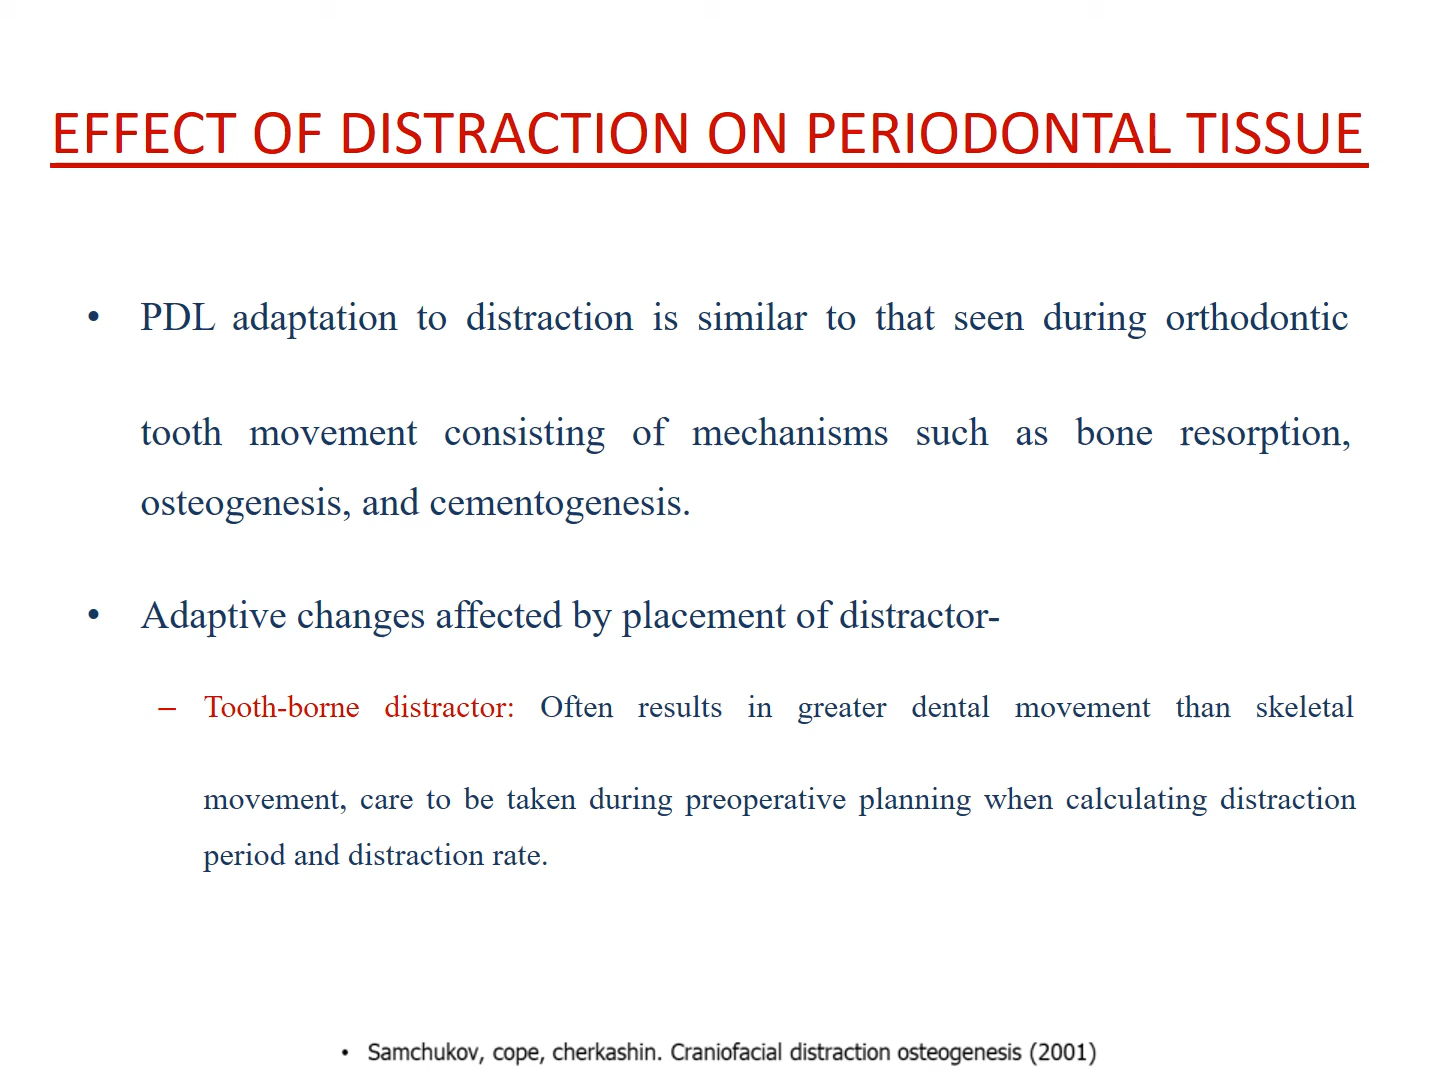 EFFECT OF DISTRACTION ON PERIODONTAL TISSUE
• PDL adaptation to distraction is similar to that seen during orthodontic
tooth movement consisting of mechanisms such as bone resorption,
osteogenesis, and cementogenesis.
• Adaptive changes affected by placement of distractor-
– Tooth-borne distractor: Often results in greater dental movement than skeletal
movement, care to be taken during preoperative planning when calculating distraction
period and distraction rate.
• Samchukov, cope, cherkashin. Craniofacial distraction osteogenesis (2001)